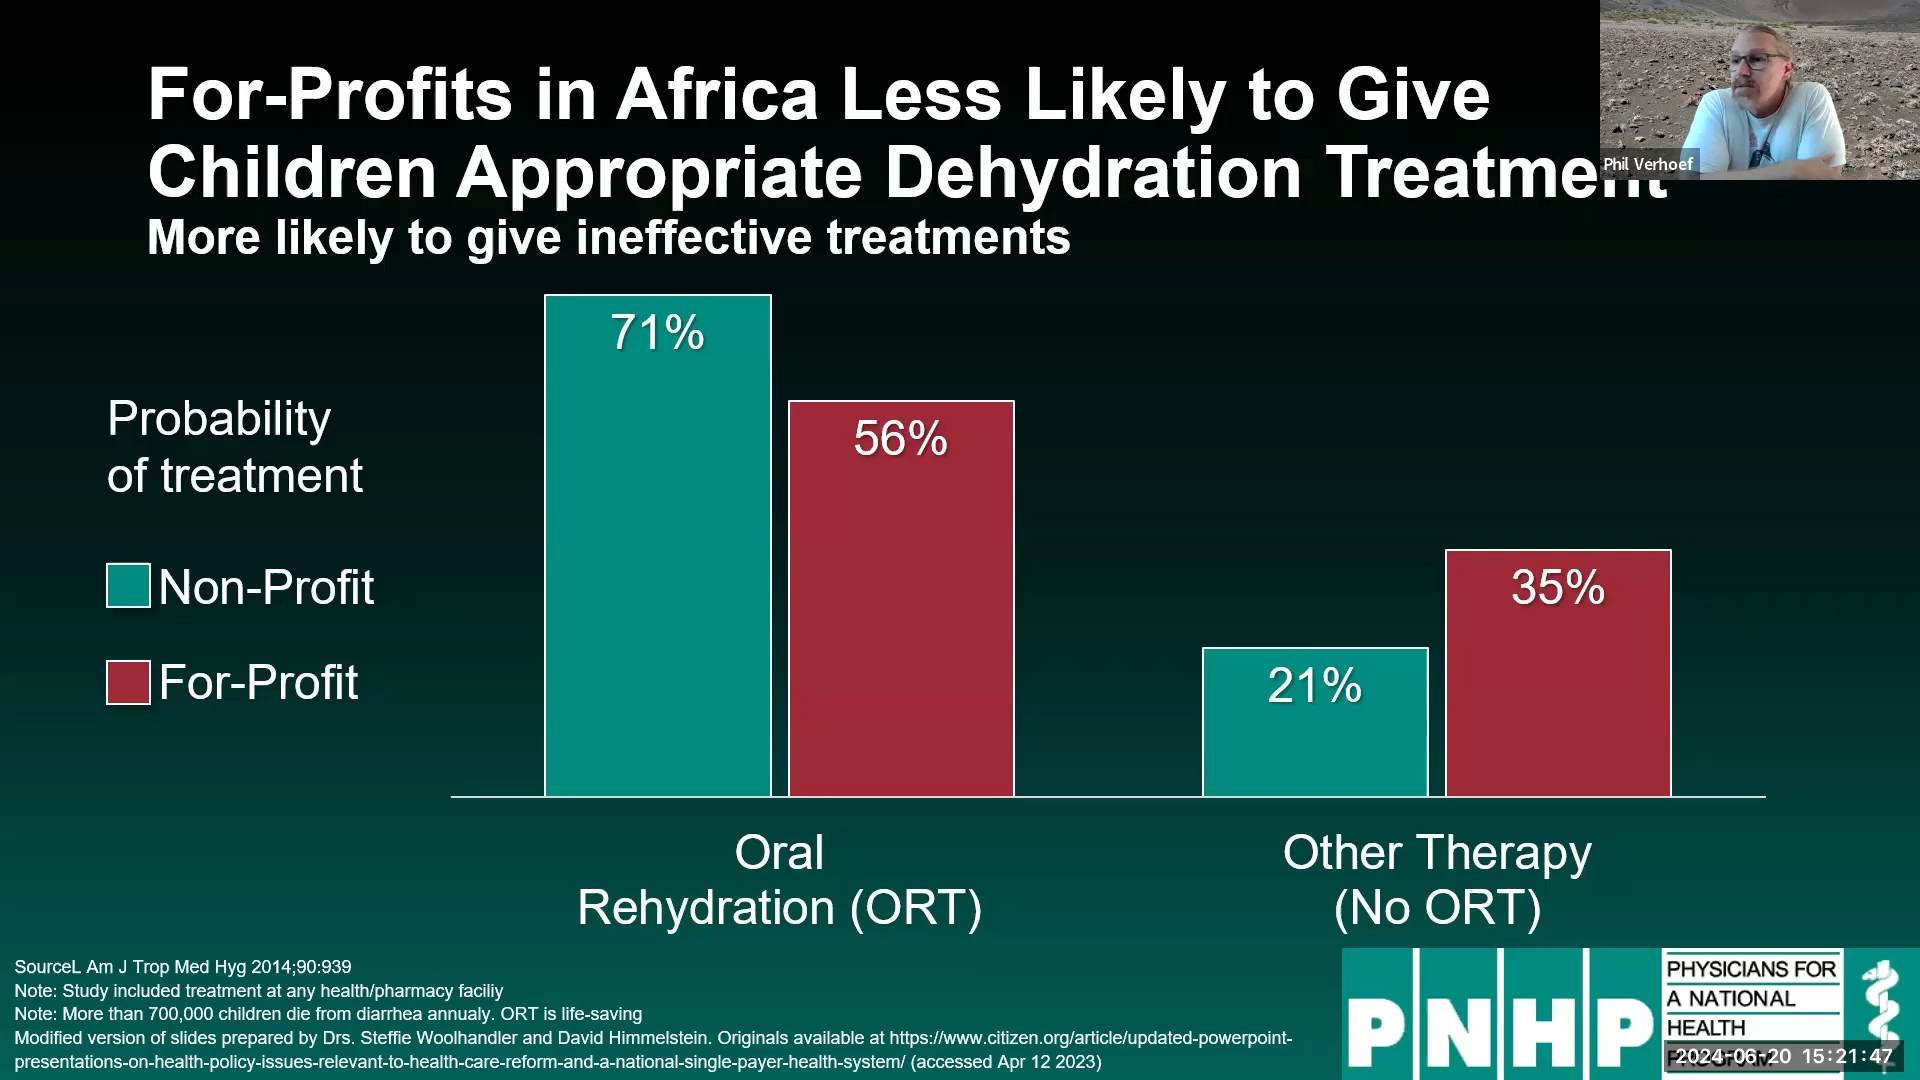 For-Profits in Africa Less Likely to Give
Children Appropriate Dehydration Treatment
More likely to give ineffective treatments
Phil Verhoef
Probability
of treatment
Non-Profit
For-Profit
71%
56%
21%
35%
Oral
Rehydration (ORT)
Other Therapy
(No ORT)
SourceL Am J Trop Med Hyg 2014;90:939
Note: Study included treatment at any health/pharmacy faciliy
Note: More than 700,000 children die from diarrhea annualy. ORT is life-saving
Modified version of slides prepared by Drs. Steffie Woolhandler and David Himmelstein. Originals available at https://www.citizen.org/article/updated-powerpoint-
presentations-on-health-policy-issues-relevant-to-health-care-reform-and-a-national-single-payer-health-system/ (accessed Apr 12 2023)
PNHP
PHYSICIANS FOR
A NATIONAL
HEALTH
PROGRAM
2024-06-20 15:21:47